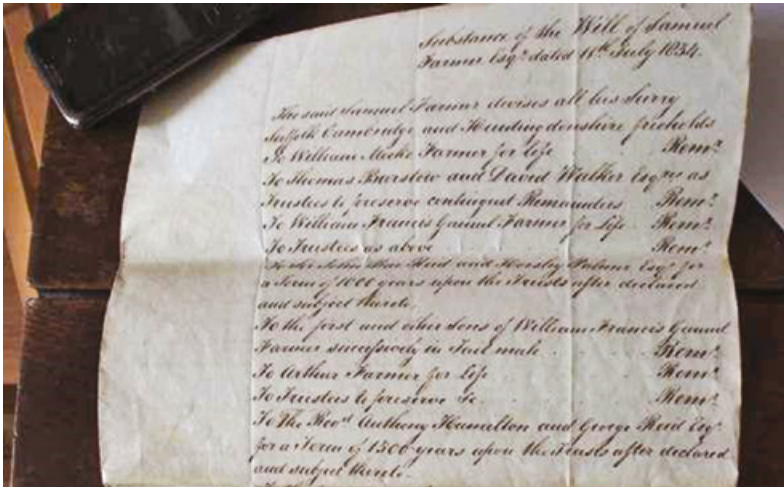 Substance of the Will of Samuel
Farmer Esqr. dated 11th July 1834.
The said Samuel Farmer devises all his Surry
Suffolk Cambridge and Huntingdonshire freeholds
To William Meeke Farmer for life Remr.
To Thomas Barstow and David Walker Esqrs as
Trustees to preserve contingent Remainders Remr.
To William Francis Gamul Farmer for Life Remr.
To Trustees as above Remr.
To Sir John Rae Reid and Horsley Palmer Esqr. for
a Term of 1000 years upon the Trusts after declared
and subject thereto.
To the first and other sons of William Francis Gamul
Farmer successively in Tail male Remr.
To Arthur Farmer for Life Remr.
To Trustees to preserve &c. Remr.
To The Revd. Anthony Hamilton and George Reid Esqr.
for a Term of 1500 years upon the Trusts after declared
and subject thereto.